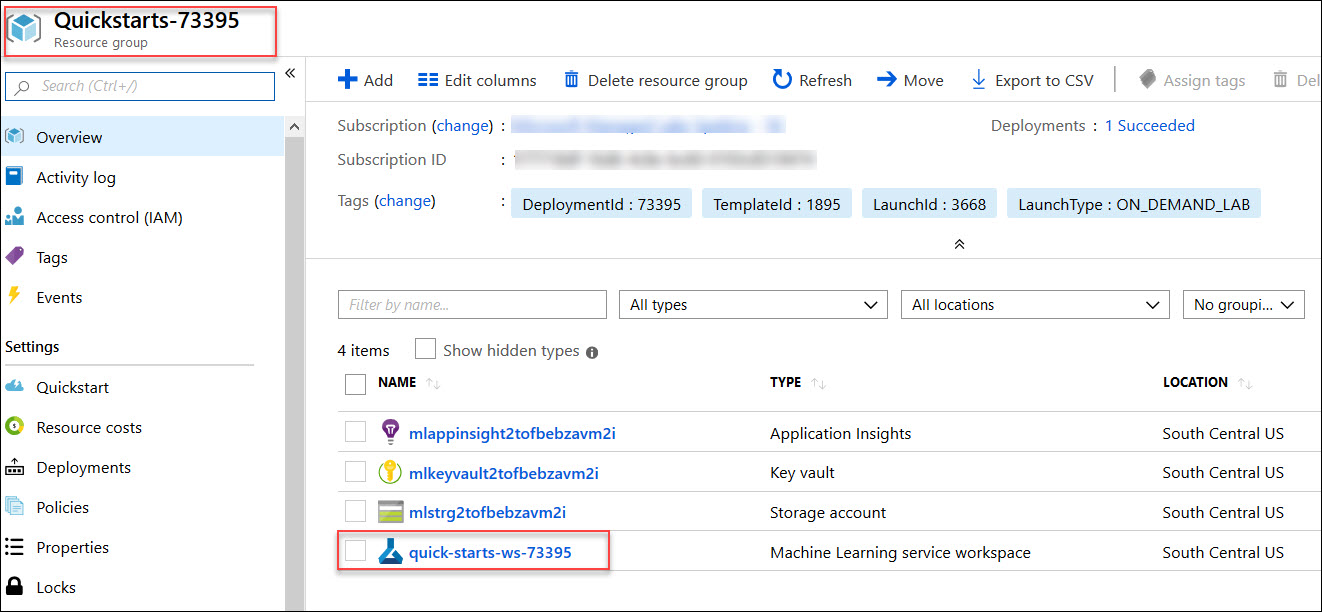 Quickstarts-73395
Resource group
Search (Ctrl+/)
Overview
Activity log
Access control (IAM)
Tags
Events
Settings
Quickstart
Resource costs
Deployments
Policies
Properties
Locks
Add Edit columns Delete resource group Refresh Move Export to CSV Assign tags Del
Subscription (change) : Deployments : 1 Succeeded
Subscription ID :
Tags (change) : DeploymentId : 73395 TemplateId : 1895 LaunchId : 3668 LaunchType : ON_DEMAND_LAB
Filter by name... All types All locations No groupi...
4 items Show hidden types
NAME TYPE LOCATION
mlappinsight2tofbebzavm2i Application Insights South Central US
mlkeyvault2tofbebzavm2i Key vault South Central US
mlstrg2tofbebzavm2i Storage account South Central US
quick-starts-ws-73395 Machine Learning service workspace South Central US